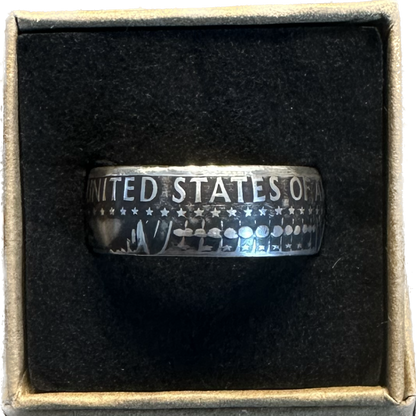 UNITED STATES OF A